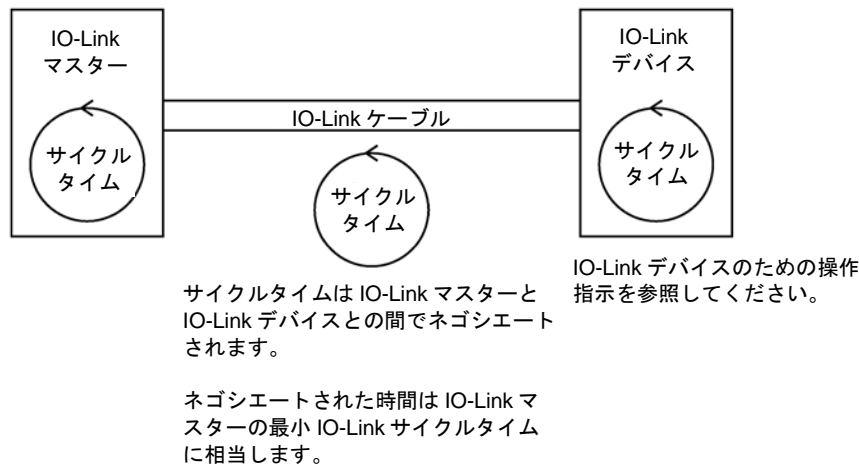 IO-Link
マスター
サイクル
タイム
IO-Link ケーブル
サイクル
タイム
IO-Link
デバイス
サイクル
タイム
サイクルタイムは IO-Link マスターと
IO-Link デバイスとの間でネゴシエート
されます。
ネゴシエートされた時間は IO-Link マ
スターの最小 IO-Link サイクルタイム
に相当します。
IO-Link デバイスのための操作
指示を参照してください。